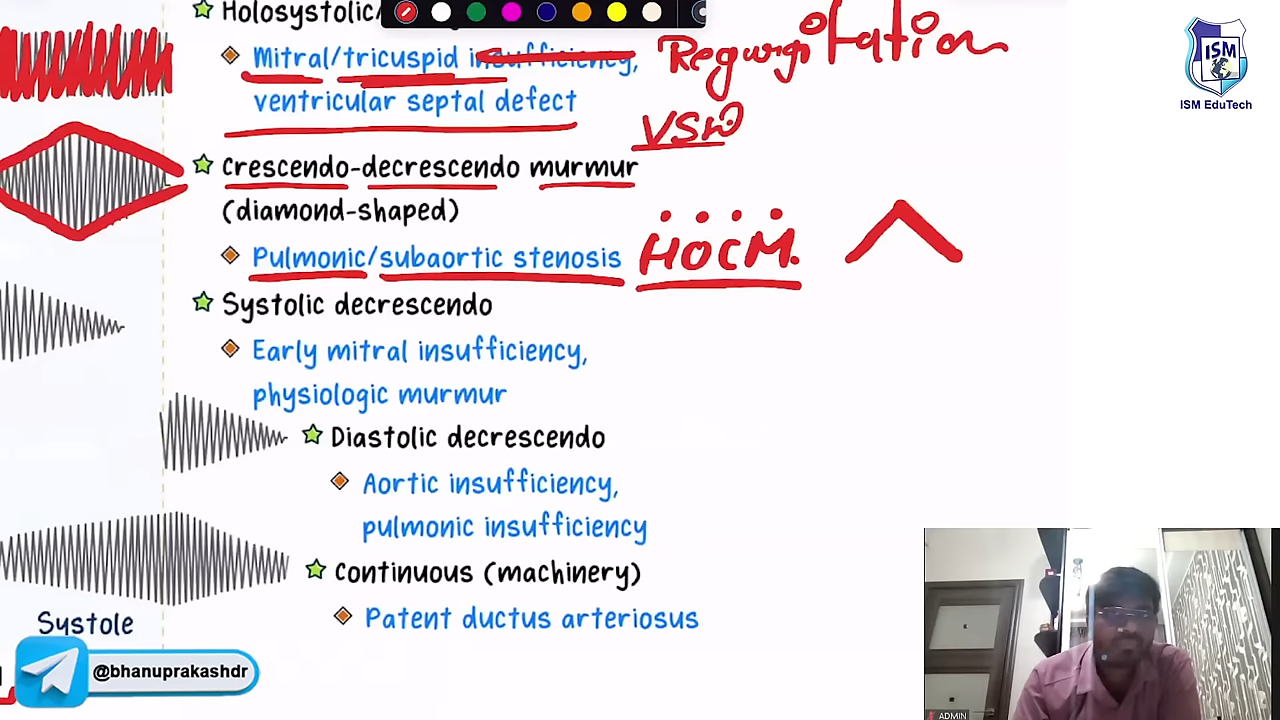 Holosystolic/
Mitral/tricuspid insufficiency, Regurgitation
ventricular septal defect
VSD
Crescendo-decrescendo murmur
(diamond-shaped)
Pulmonic/subaortic stenosis HOCM.
Systolic decrescendo
Early mitral insufficiency,
physiologic murmur
Diastolic decrescendo
Aortic insufficiency,
pulmonic insufficiency
Continuous (machinery)
Patent ductus arteriosus
Systole
@bhanuprakashdr
ISM
ISM EduTech
ADMIN